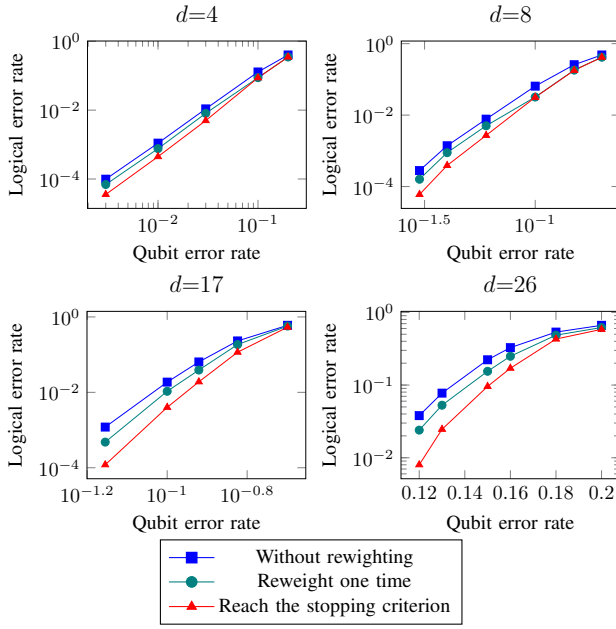 d=4
d=8
Logical error rate
10^0
10^−2
10^−4
10^−2
10^−1
Qubit error rate
Logical error rate
10^0
10^−2
10^−4
10^−1.5
10^−1
Qubit error rate
d=17
d=26
Logical error rate
10^0
10^−2
10^−4
10^−1.2
10^−1
10^−0.8
Qubit error rate
Logical error rate
10^0
10^−1
10^−2
0.12 0.14 0.16 0.18 0.2
Qubit error rate
Without rewighting
Reweight one time
Reach the stopping criterion